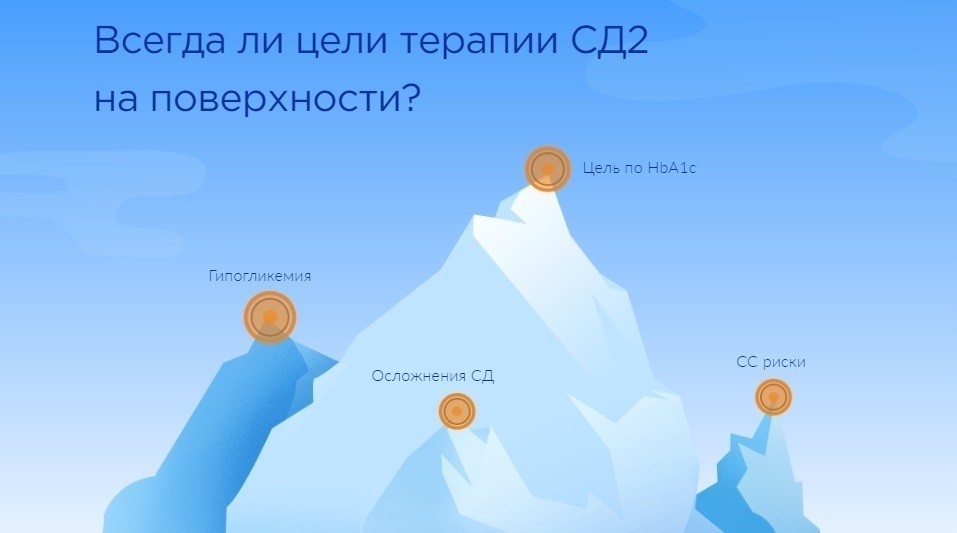 Всегда ли цели терапии СД2
на поверхности?
Цель по HbA1c
Гипогликемия
СС риски
Осложнения СД